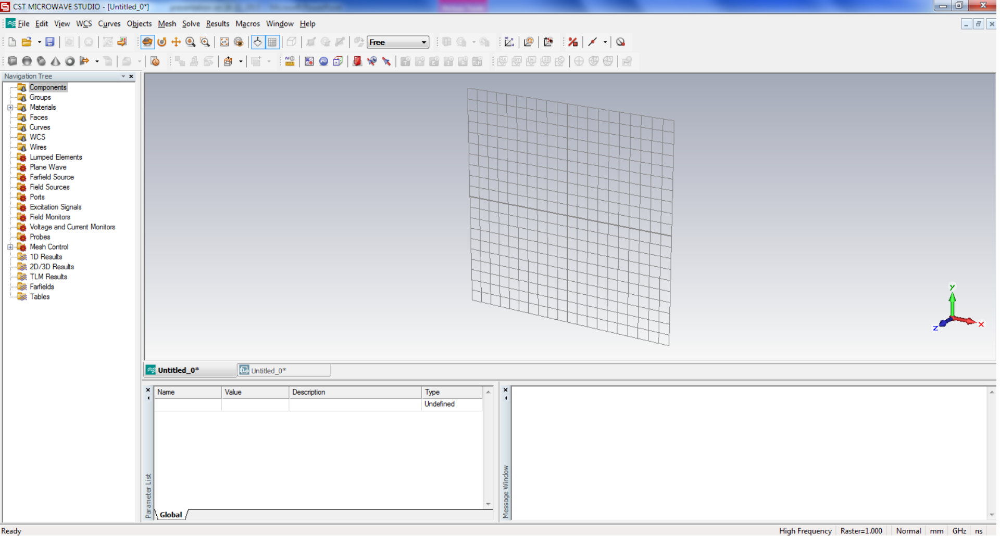 CST MICROWAVE STUDIO - [Untitled_0*]
File Edit View WCS Curves Objects Mesh Solve Results Macros Window Help
Free
Navigation Tree
Components
Groups
Materials
Faces
Curves
WCS
Wires
Lumped Elements
Plane Wave
Farfield Source
Field Sources
Ports
Excitation Signals
Field Monitors
Voltage and Current Monitors
Probes
Mesh Control
1D Results
2D/3D Results
TLM Results
Farfields
Tables
y
z
x
Untitled_0* Untitled_0*
Name Value Description Type
Undefined
Parameter List
Global
Message Window
Ready High Frequency Raster=1.000 Normal mm GHz ns